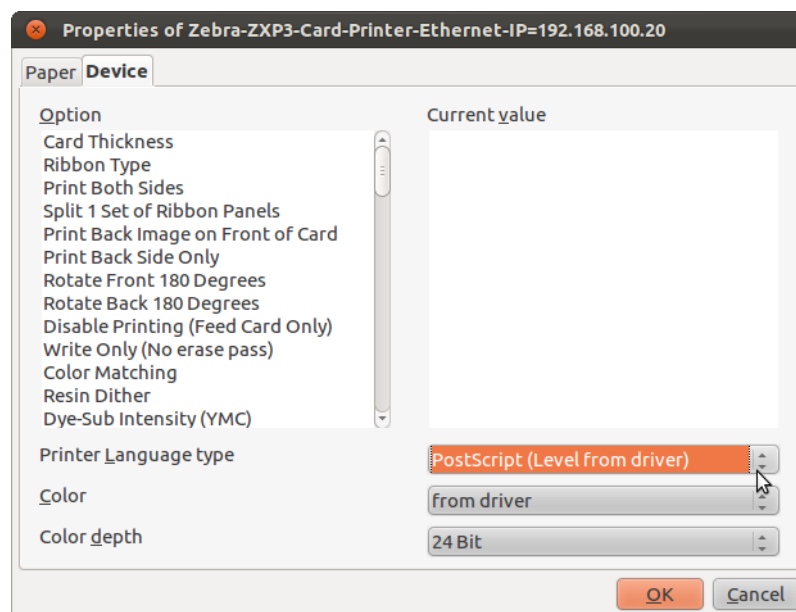 Properties of Zebra-ZXP3-Card-Printer-Ethernet-IP=192.168.100.20
Paper Device
Option
Current value
Card Thickness
Ribbon Type
Print Both Sides
Split 1 Set of Ribbon Panels
Print Back Image on Front of Card
Print Back Side Only
Rotate Front 180 Degrees
Rotate Back 180 Degrees
Disable Printing (Feed Card Only)
Write Only (No erase pass)
Color Matching
Resin Dither
Dye-Sub Intensity (YMC)
Printer Language type
PostScript (Level from driver)
Color
from driver
Color depth
24 Bit
OK Cancel